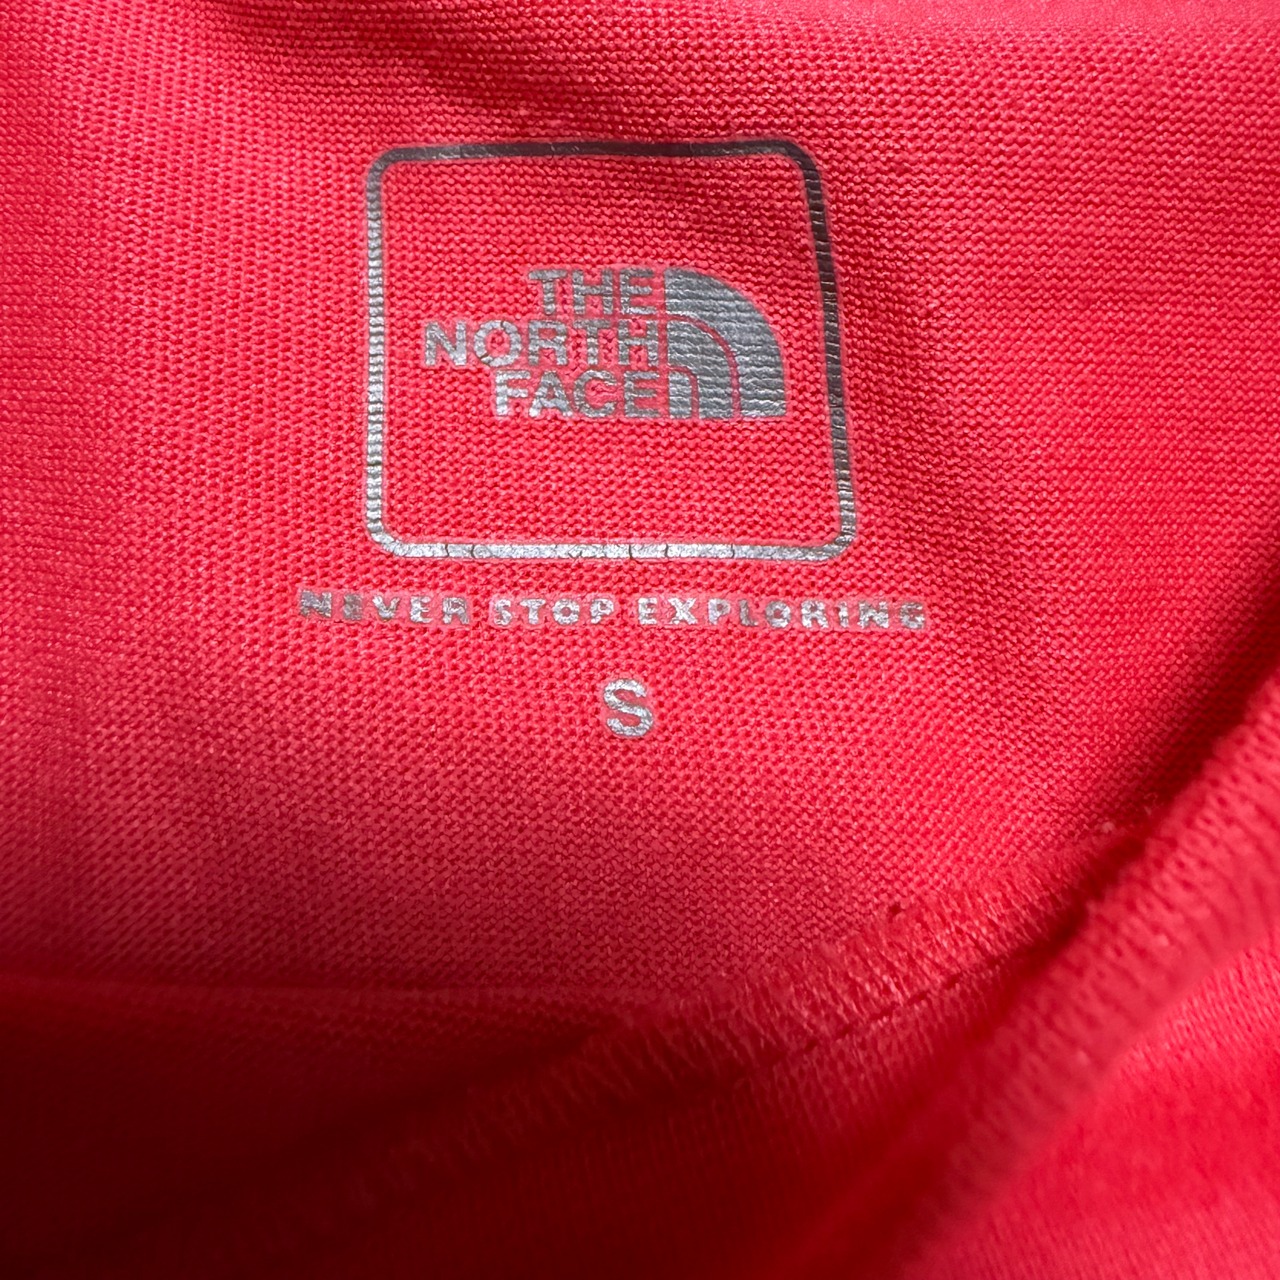 THE
NORTH
FACE
NEVER STOP EXPLORING
S